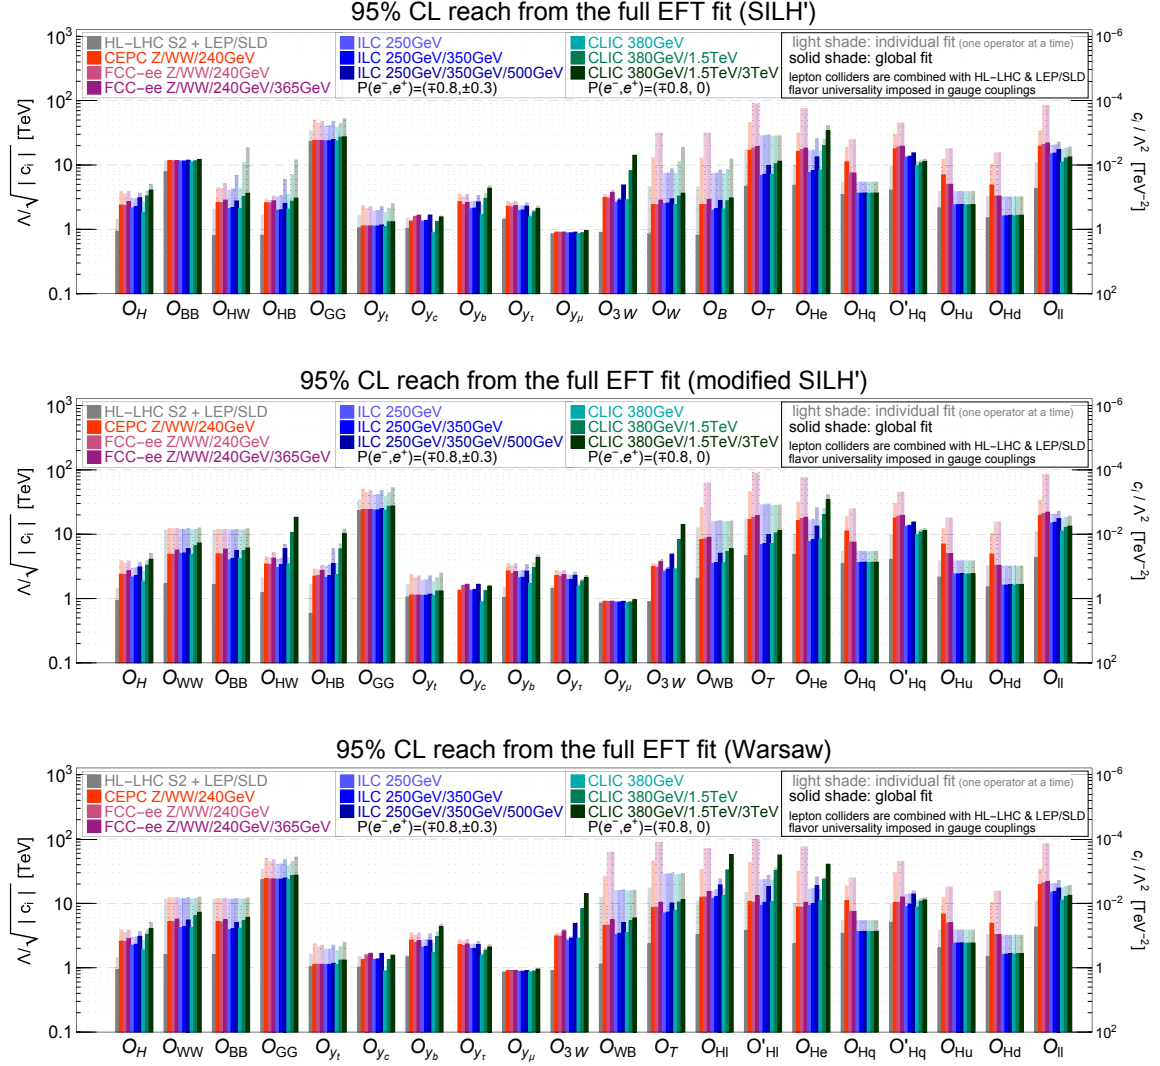 95% CL reach from the full EFT fit (SILH')
HL-LHC S2 + LEP/SLD
CEPC Z/WW/240GeV
FCC-ee Z/WW/240GeV
FCC-ee Z/WW/240GeV/365GeV
ILC 250GeV
ILC 250GeV/350GeV
ILC 250GeV/350GeV/500GeV
P(e⁻,e⁺)=(∓0.8,±0.3)
CLIC 380GeV
CLIC 380GeV/1.5TeV
CLIC 380GeV/1.5TeV/3TeV
P(e⁻,e⁺)=(∓0.8, 0)
light shade: individual fit (one operator at a time)
solid shade: global fit
lepton colliders are combined with HL-LHC & LEP/SLD
flavor universality imposed in gauge couplings
Λ/√|cᵢ| [TeV]
10³
10²
10
1
0.1
10⁻⁶
10⁻⁴
10⁻²
1
10²
cᵢ/Λ² [TeV⁻²]
O_H O_BB O_HW O_HB O_GG O_yt O_yc O_yb O_yτ O_yμ O_3W O_W O_B O_T O_He O_Hq O'_Hq O_Hu O_Hd O_ll
95% CL reach from the full EFT fit (modified SILH')
HL-LHC S2 + LEP/SLD
CEPC Z/WW/240GeV
FCC-ee Z/WW/240GeV
FCC-ee Z/WW/240GeV/365GeV
ILC 250GeV
ILC 250GeV/350GeV
ILC 250GeV/350GeV/500GeV
P(e⁻,e⁺)=(∓0.8,±0.3)
CLIC 380GeV
CLIC 380GeV/1.5TeV
CLIC 380GeV/1.5TeV/3TeV
P(e⁻,e⁺)=(∓0.8, 0)
light shade: individual fit (one operator at a time)
solid shade: global fit
lepton colliders are combined with HL-LHC & LEP/SLD
flavor universality imposed in gauge couplings
Λ/√|cᵢ| [TeV]
10³
10²
10
1
0.1
10⁻⁶
10⁻⁴
10⁻²
1
10²
cᵢ/Λ² [TeV⁻²]
O_H O_WW O_BB O_HW O_HB O_GG O_yt O_yc O_yb O_yτ O_yμ O_3W O_WB O_T O_He O_Hq O'_Hq O_Hu O_Hd O_ll
95% CL reach from the full EFT fit (Warsaw)
HL-LHC S2 + LEP/SLD
CEPC Z/WW/240GeV
FCC-ee Z/WW/240GeV
FCC-ee Z/WW/240GeV/365GeV
ILC 250GeV
ILC 250GeV/350GeV
ILC 250GeV/350GeV/500GeV
P(e⁻,e⁺)=(∓0.8,±0.3)
CLIC 380GeV
CLIC 380GeV/1.5TeV
CLIC 380GeV/1.5TeV/3TeV
P(e⁻,e⁺)=(∓0.8, 0)
light shade: individual fit (one operator at a time)
solid shade: global fit
lepton colliders are combined with HL-LHC & LEP/SLD
flavor universality imposed in gauge couplings
Λ/√|cᵢ| [TeV]
10³
10²
10
1
0.1
10⁻⁶
10⁻⁴
10⁻²
1
10²
cᵢ/Λ² [TeV⁻²]
O_H O_WW O_BB O_GG O_yt O_yc O_yb O_yτ O_yμ O_3W O_WB O_T O_Hl O'_Hl O_He O_Hq O'_Hq O_Hu O_Hd O_ll